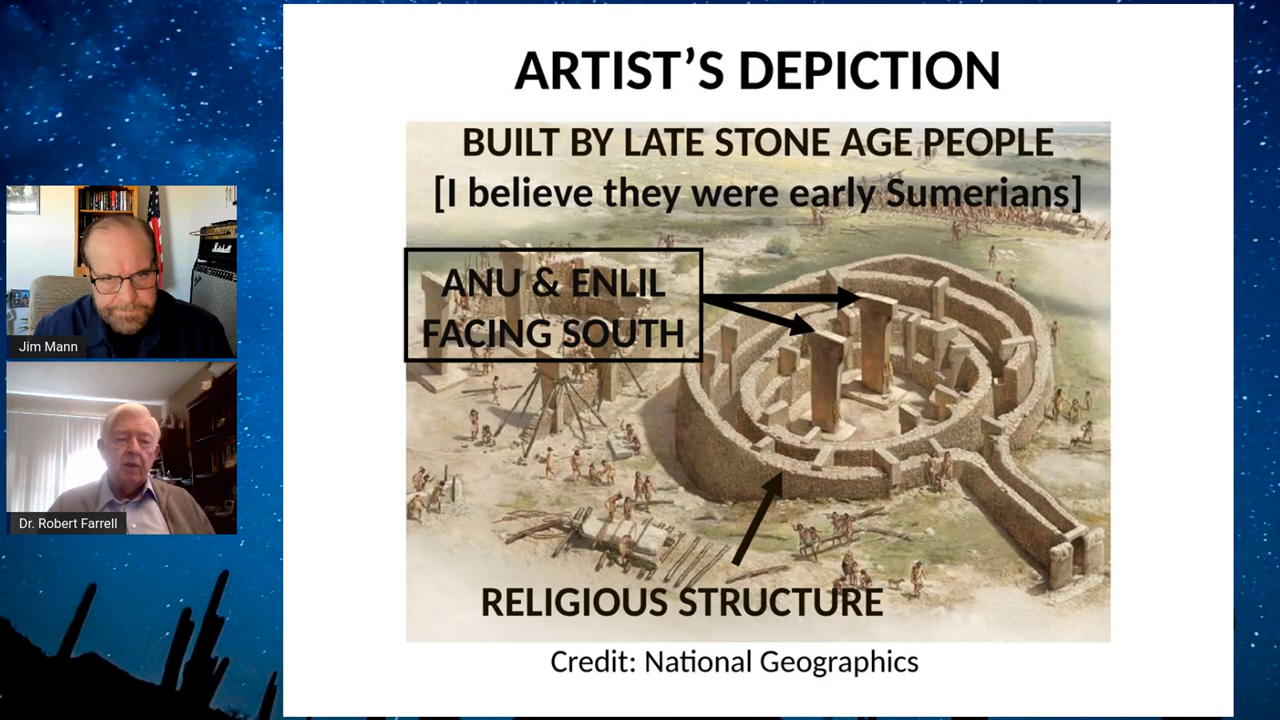 ARTIST’S DEPICTION
BUILT BY LATE STONE AGE PEOPLE
[I believe they were early Sumerians]
ANU & ENLIL
FACING SOUTH
RELIGIOUS STRUCTURE
Credit: National Geographics
Marshall
Jim Mann
Dr. Robert Farrell